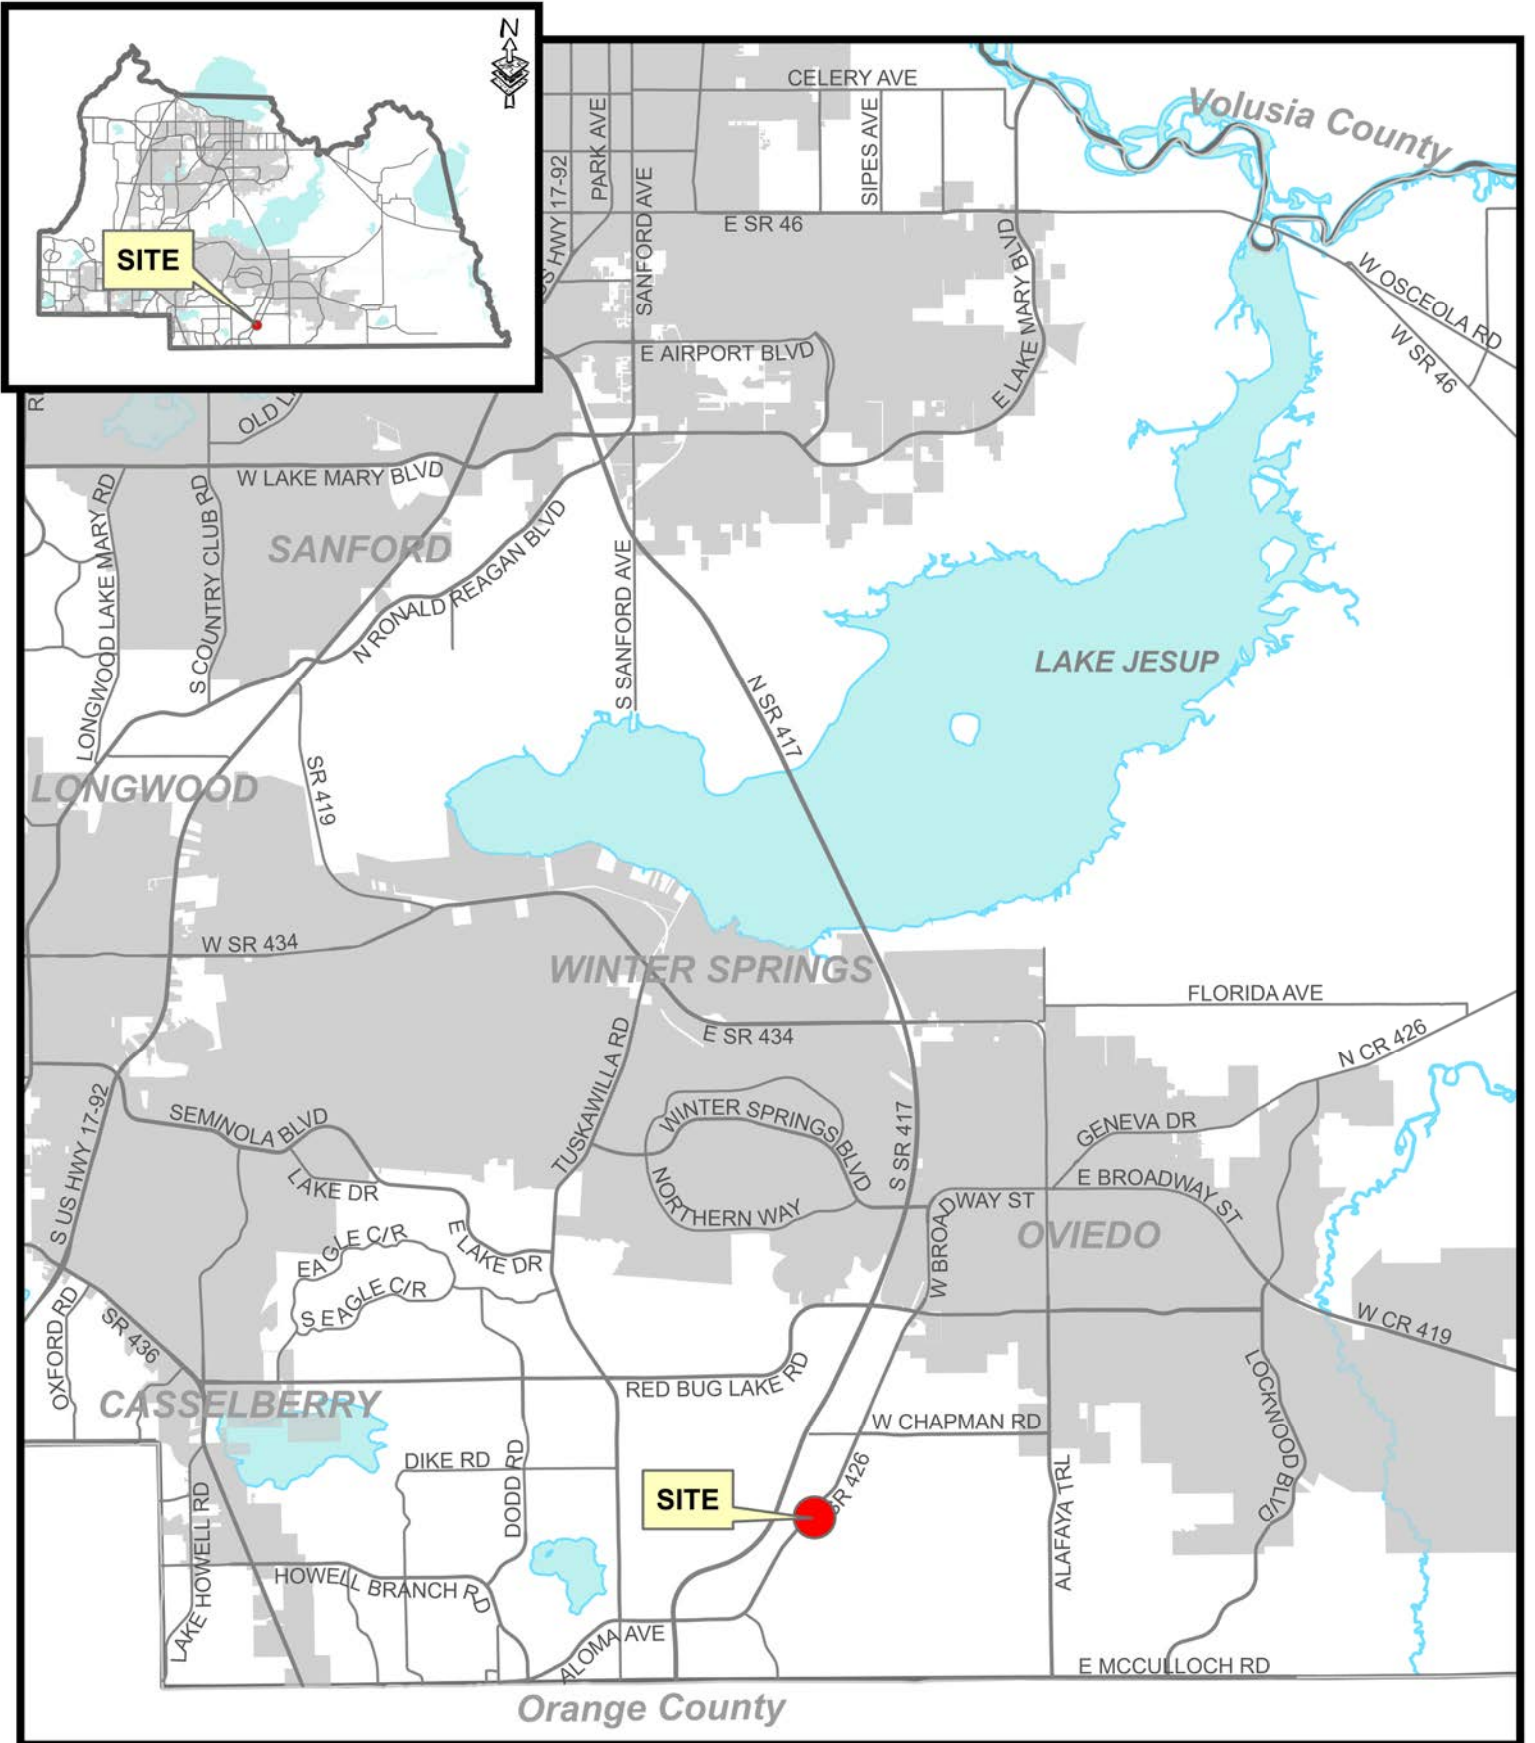 N
SITE
CELERY AVE
Volusia County
PARK AVE
SIPES AVE
US HWY 17-92
SANFORD AVE
E SR 46
E LAKE MARY BLVD
W OSCEOLA RD
W SR 46
E AIRPORT BLVD
R
OLD L
W LAKE MARY BLVD
LONGWOOD LAKE MARY RD
S COUNTRY CLUB RD
SANFORD
N RONALD REAGAN BLVD
S SANFORD AVE
LAKE JESUP
N SR 417
LONGWOOD
SR 419
W SR 434
WINTER SPRINGS
FLORIDA AVE
E SR 434
N CR 426
TUSKAWILLA RD
S US HWY 17-92
SEMINOLA BLVD
WINTER SPRINGS BLVD
S SR 417
GENEVA DR
LAKE DR
NORTHERN WAY
E BROADWAY ST
W BROADWAY ST
OVIEDO
EAGLE C/R
E LAKE DR
S EAGLE C/R
OXFORD RD
SR 436
W CR 419
CASSELBERRY
RED BUG LAKE RD
LOCKWOOD BLVD
W CHAPMAN RD
DIKE RD
DODD RD
SITE
SR 426
ALAFAYA TRL
LAKE HOWELL RD
HOWELL BRANCH RD
ALOMA AVE
E MCCULLOCH RD
Orange County